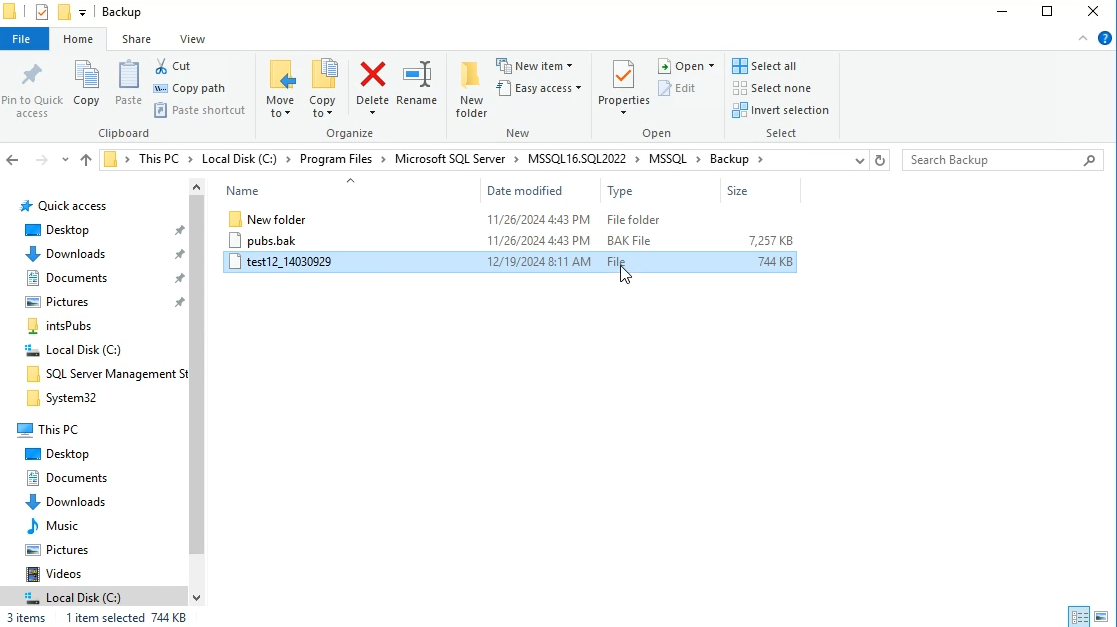 Backup
File Home Share View
Pin to Quick access
Copy
Paste
Cut
Copy path
Paste shortcut
Clipboard
Move to
Copy to
Delete
Rename
Organize
New folder
New item
Easy access
New
Properties
Open
Edit
Open
Select all
Select none
Invert selection
Select
This PC > Local Disk (C:) > Program Files > Microsoft SQL Server > MSSQL16.SQL2022 > MSSQL > Backup >
Search Backup
Quick access
Desktop
Downloads
Documents
Pictures
intsPubs
Local Disk (C:)
SQL Server Management St
System32
This PC
Desktop
Documents
Downloads
Music
Pictures
Videos
Local Disk (C:)
Name Date modified Type Size
New folder 11/26/2024 4:43 PM File folder
pubs.bak 11/26/2024 4:43 PM BAK File 7,257 KB
test12_14030929 12/19/2024 8:11 AM File 744 KB
3 items 1 item selected 744 KB